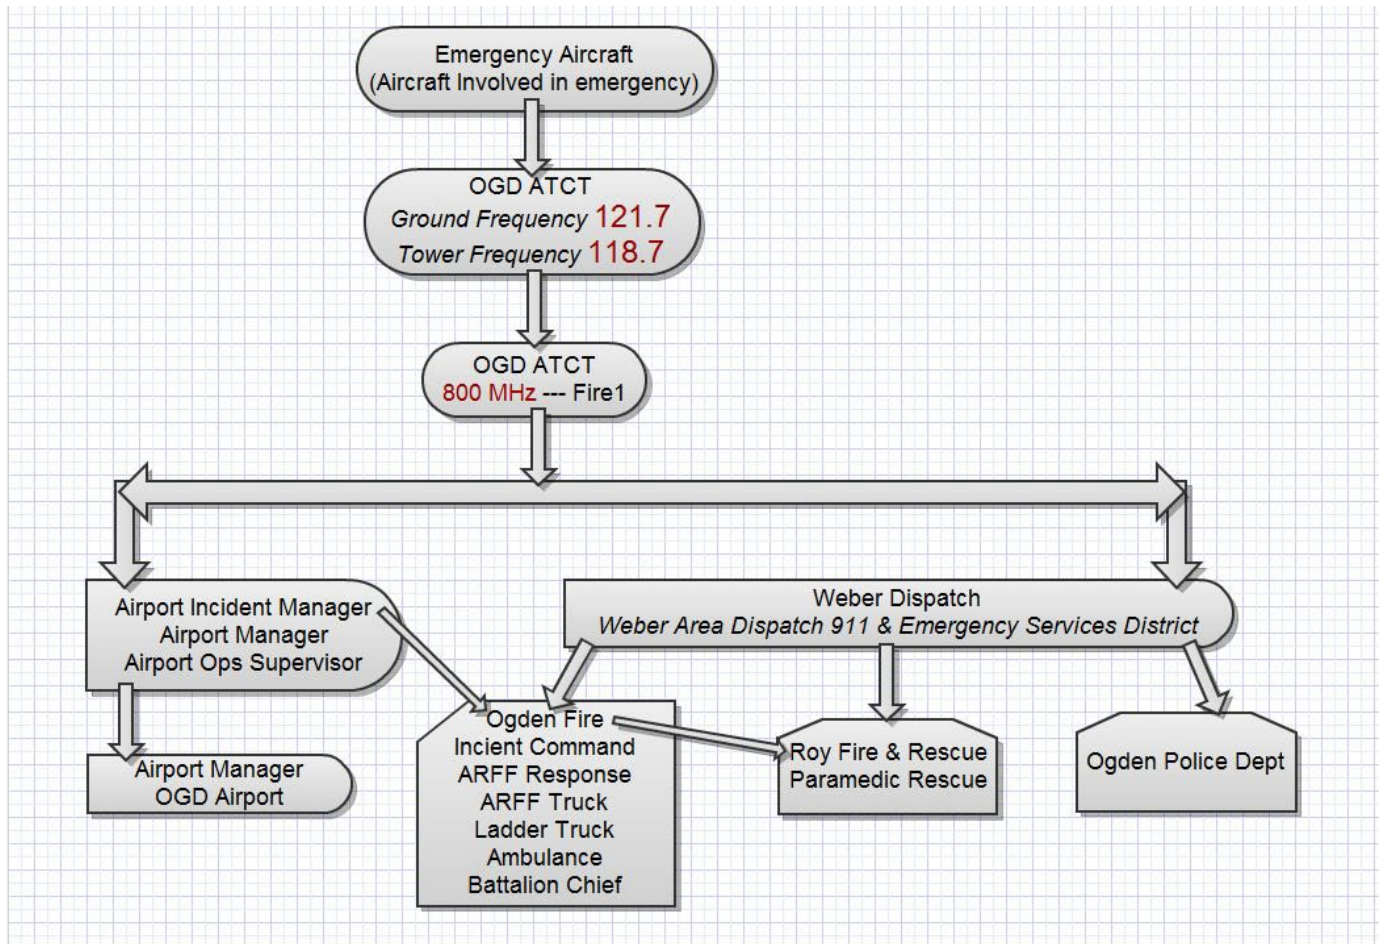 Emergency Aircraft
(Aircraft Involved in emergency)
OGD ATCT
Ground Frequency 121.7
Tower Frequency 118.7
OGD ATCT
800 MHz --- Fire1
Airport Incident Manager
Airport Manager
Airport Ops Supervisor
Weber Dispatch
Weber Area Dispatch 911 & Emergency Services District
Airport Manager
OGD Airport
Ogden Fire
Incient Command
ARFF Response
ARFF Truck
Ladder Truck
Ambulance
Battalion Chief
Roy Fire & Rescue
Paramedic Rescue
Ogden Police Dept